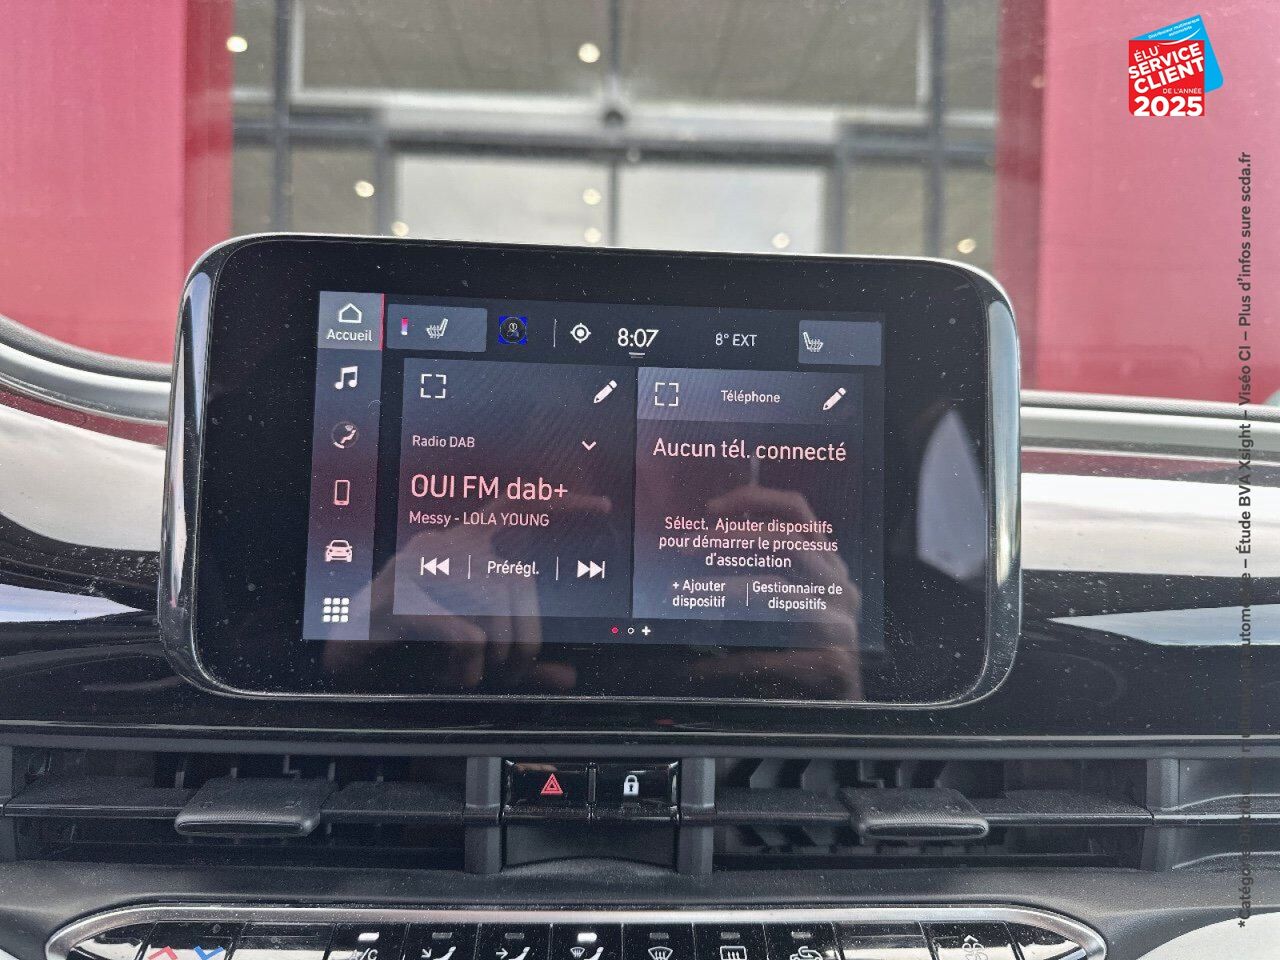 ÉLU
SERVICE
CLIENT
DE L'ANNÉE
2025
Accueil
8:07
8° EXT
Radio DAB
OUI FM dab+
Messy - LOLA YOUNG
Prérégl.
Téléphone
Aucun tél. connecté
Sélect. Ajouter dispositifs
pour démarrer le processus
d'association
+ Ajouter
dispositif
Gestionnaire de
dispositifs
A/C
– Étude BVA Xsight – Viséo CI – Plus d'infos sure scda.fr